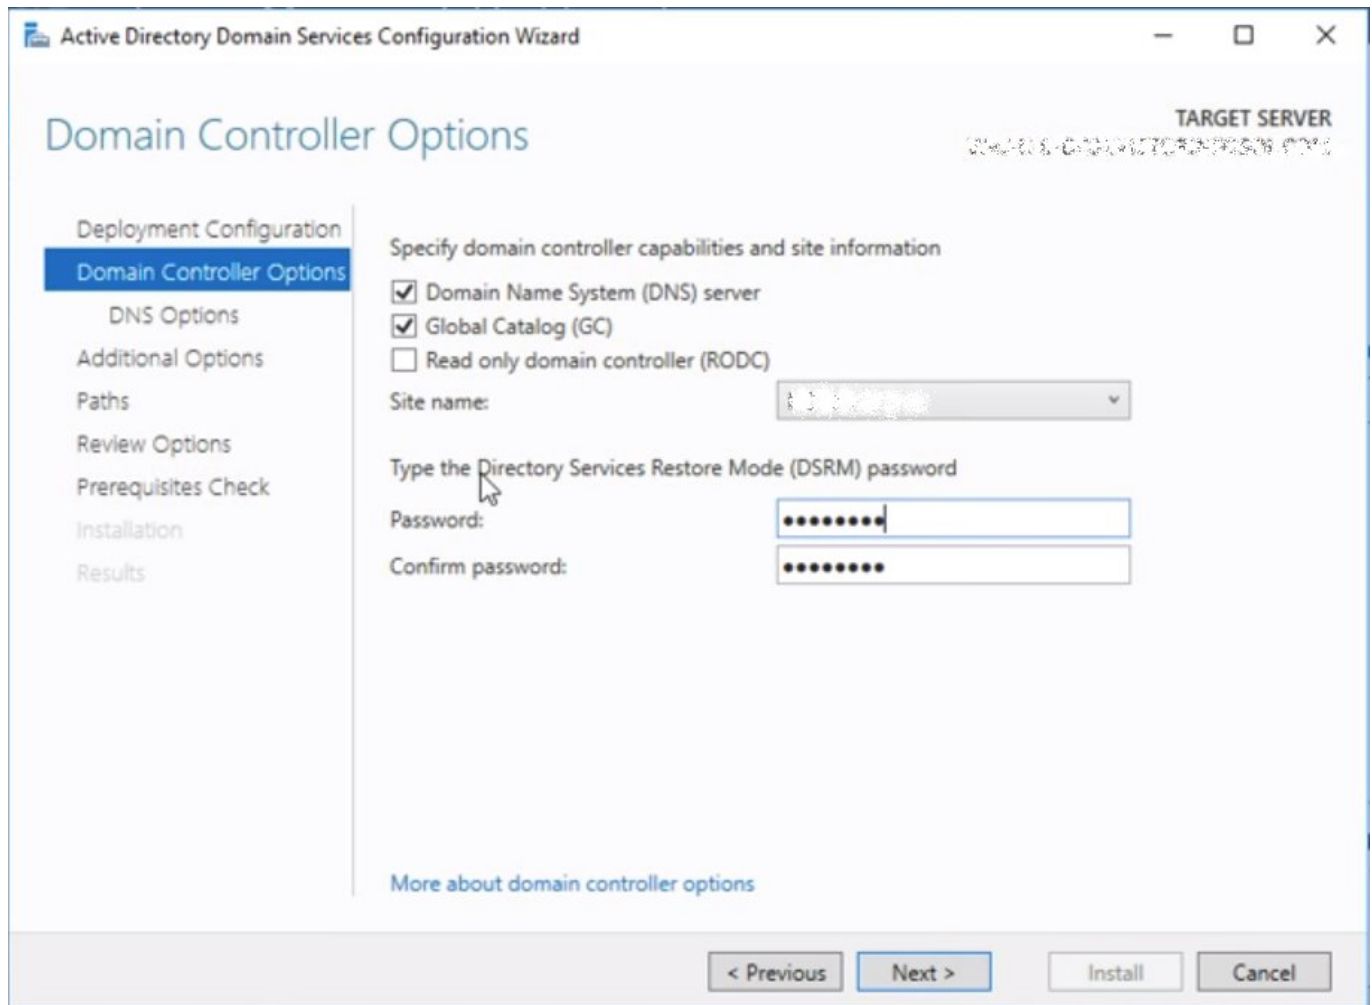 Active Directory Domain Services Configuration Wizard
Domain Controller Options
TARGET SERVER
Deployment Configuration
Domain Controller Options
DNS Options
Additional Options
Paths
Review Options
Prerequisites Check
Installation
Results
Specify domain controller capabilities and site information
Domain Name System (DNS) server
Global Catalog (GC)
Read only domain controller (RODC)
Site name:
Type the Directory Services Restore Mode (DSRM) password
Password: ••••••••
Confirm password: ••••••••
More about domain controller options
< Previous Next > Install Cancel